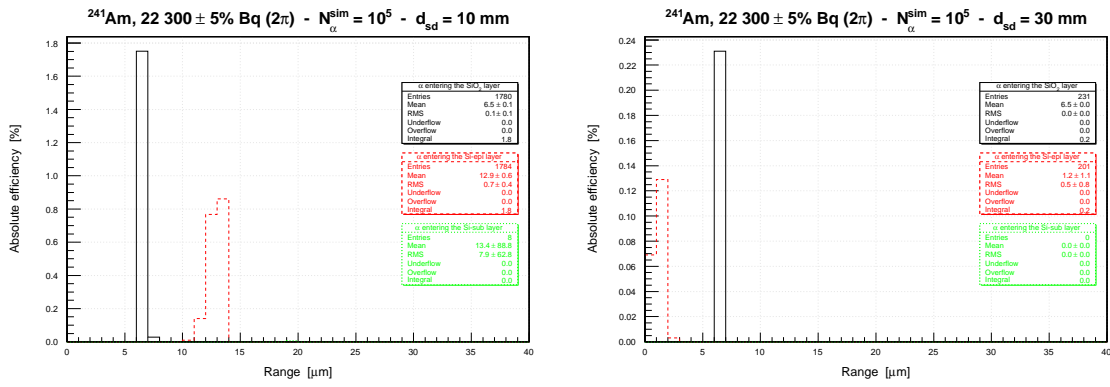 ²⁴¹Am, 22 300 ± 5% Bq (2π) - N_α^sim = 10⁵ - d_sd = 10 mm
Absolute efficiency [%]
1.8
1.6
1.4
1.2
1.0
0.8
0.6
0.4
0.2
0.0
0 5 10 15 20 25 30 35 40
Range [μm]
α entering the SiO₂ layer
Entries 1780
Mean 6.5 ± 0.1
RMS 0.1 ± 0.1
Underflow 0.0
Overflow 0.0
Integral 1.8
α entering the Si-epi layer
Entries 1784
Mean 12.9 ± 0.6
RMS 0.7 ± 0.4
Underflow 0.0
Overflow 0.0
Integral 1.8
α entering the Si-sub layer
Entries 8
Mean 13.4 ± 88.8
RMS 7.9 ± 62.8
Underflow 0.0
Overflow 0.0
Integral 0.0
²⁴¹Am, 22 300 ± 5% Bq (2π) - N_α^sim = 10⁵ - d_sd = 30 mm
Absolute efficiency [%]
0.24
0.22
0.20
0.18
0.16
0.14
0.12
0.10
0.08
0.06
0.04
0.02
0.00
0 5 10 15 20 25 30 35 40
Range [μm]
α entering the SiO₂ layer
Entries 231
Mean 6.5 ± 0.0
RMS 0.0 ± 0.0
Underflow 0.0
Overflow 0.0
Integral 0.2
α entering the Si-epi layer
Entries 201
Mean 1.2 ± 1.1
RMS 0.5 ± 0.8
Underflow 0.0
Overflow 0.0
Integral 0.2
α entering the Si-sub layer
Entries 0
Mean 0.0 ± 0.0
RMS 0.0 ± 0.0
Underflow 0.0
Overflow 0.0
Integral 0.0